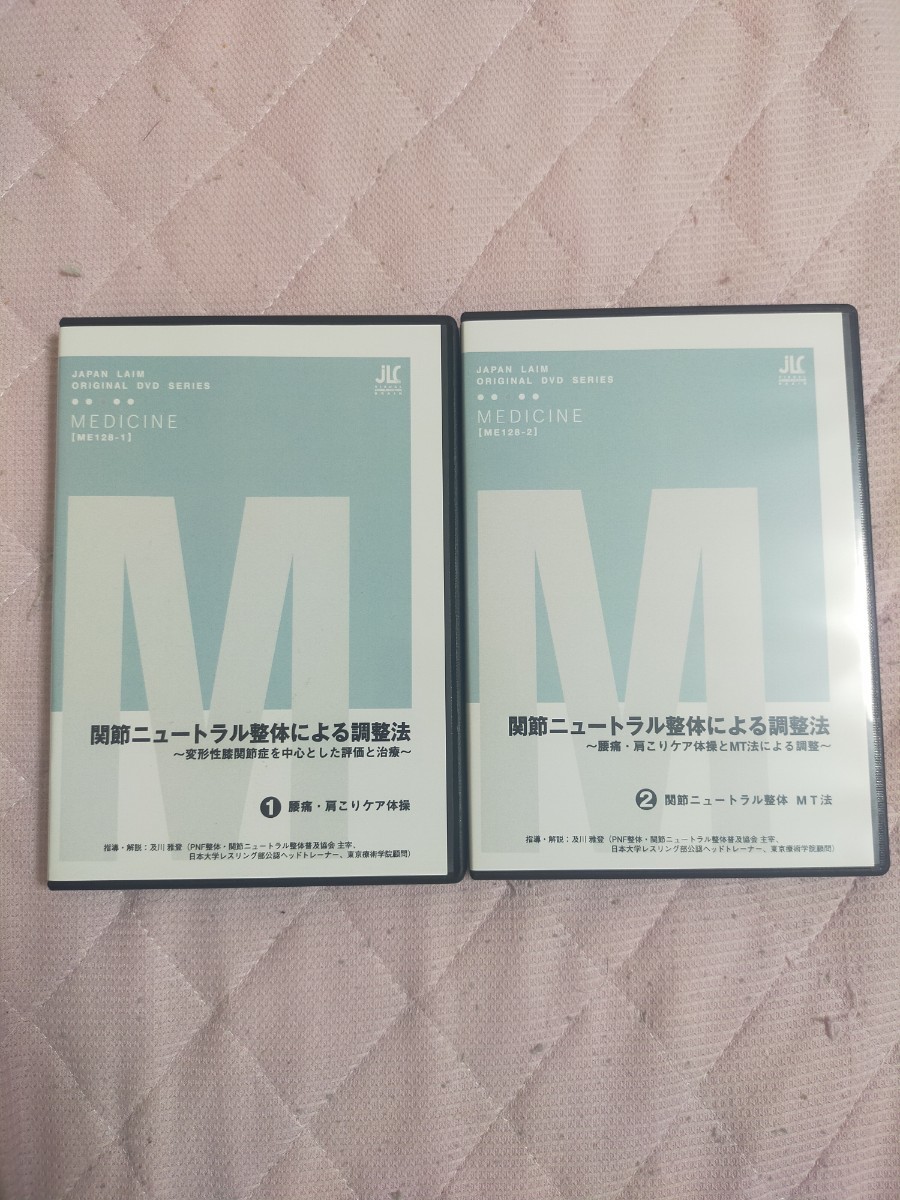 JAPAN LAIM
ORIGINAL DVD SERIES
MEDICINE
【ME128-1】
JLC
M
関節ニュートラル整体による調整法
～変形性膝関節症を中心とした評価と治療～
❶ 腰痛・肩こりケア体操
指導・解説：及川 雅登（PNF整体・関節ニュートラル整体普及協会 主宰、
日本大学レスリング部公認ヘッドトレーナー、東京療術学院顧問）
JAPAN LAIM
ORIGINAL DVD SERIES
MEDICINE
【ME128-2】
JLC
M
関節ニュートラル整体による調整法
～腰痛・肩こりケア体操とMT法による調整～
❷ 関節ニュートラル整体 MT法
指導・解説：及川 雅登（PNF整体・関節ニュートラル整体普及協会 主宰、
日本大学レスリング部公認ヘッドトレーナー、東京療術学院顧問）